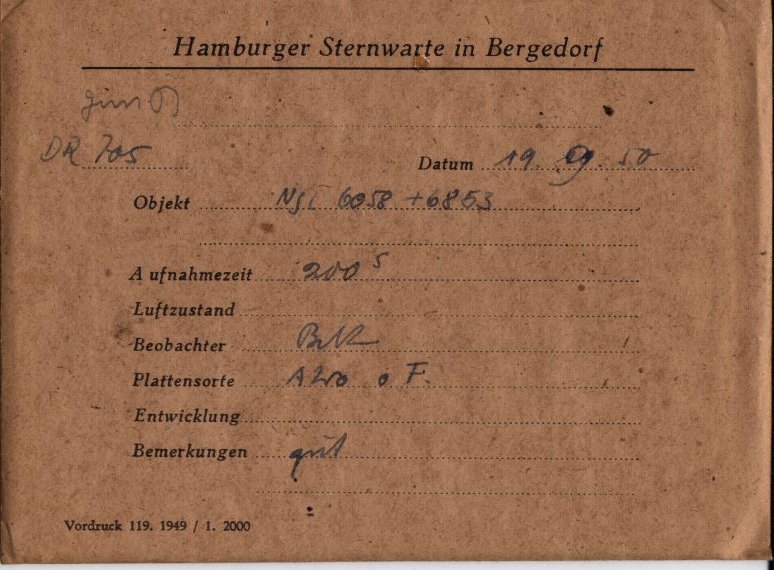 Hamburger Sternwarte in Bergedorf
DR 705
Datum 19. 9. 50
Objekt NGC 6058 + 6853
Aufnahmezeit 200 s
Luftzustand
Beobachter
Plattensorte o F.
Entwicklung
Bemerkungen gut
Vordruck 119. 1949 / 1. 2000